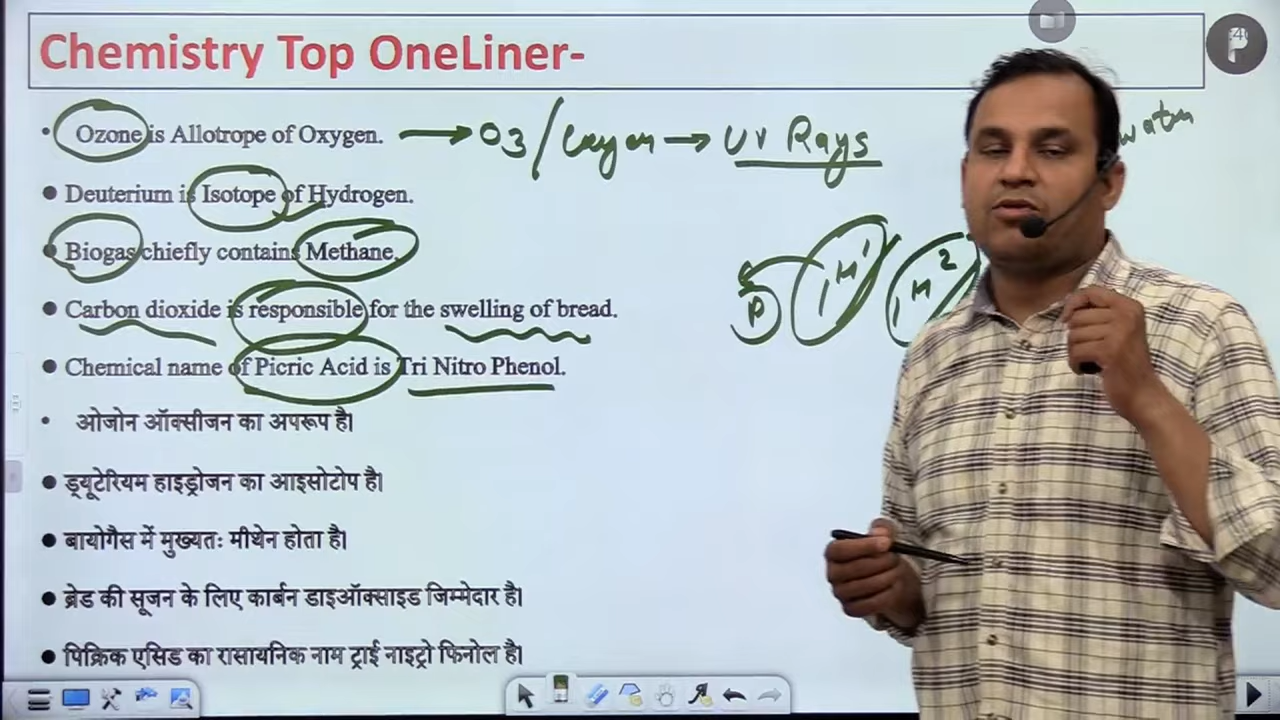 Chemistry Top OneLiner-
• Ozone is Allotrope of Oxygen. → O3 / → UV Rays
● Deuterium is Isotope of Hydrogen.
● Biogas chiefly contains Methane.
● Carbon dioxide is responsible for the swelling of bread.
● Chemical name of Picric Acid is Tri Nitro Phenol.
• ओजोन ऑक्सीजन का अपरूप है।
● ड्यूटेरियम हाइड्रोजन का आइसोटोप है।
● बायोगैस में मुख्यतः मीथेन होता है।
● ब्रेड की सूजन के लिए कार्बन डाइऑक्साइड जिम्मेदार है।
● पिक्रिक एसिड का रासायनिक नाम ट्राई नाइट्रो फिनोल है।
P 1H1 1H2